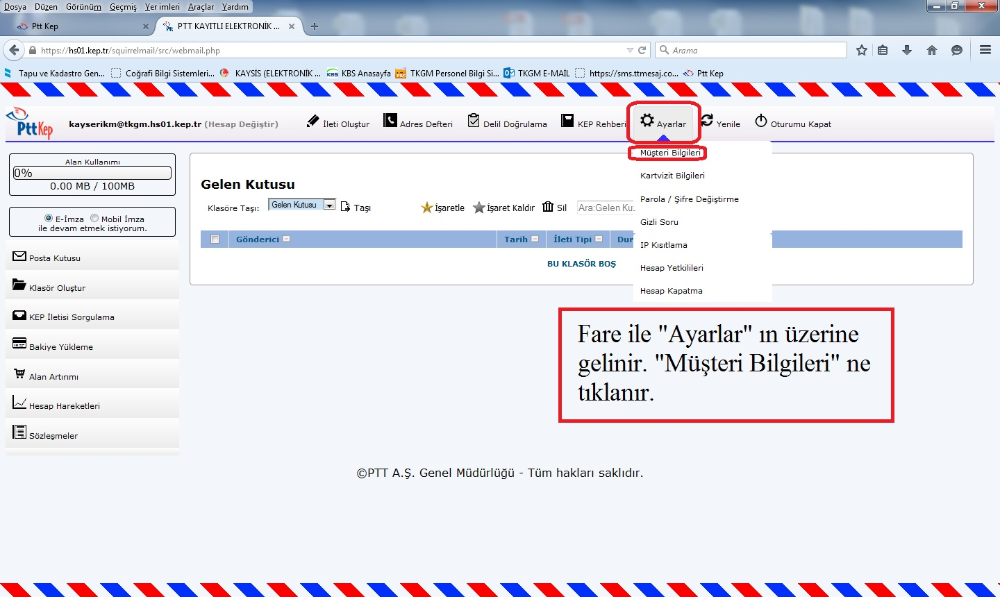 Dosya Düzen Görünüm Geçmiş Yer imleri Araçlar Yardım
Ptt Kep
PTT KAYITLI ELEKTRONİK ...
https://hs01.kep.tr/squirrelmail/src/webmail.php
Arama
Tapu ve Kadastro Gen... Coğrafi Bilgi Sistemleri... KAYSİS (ELEKTRONİK ... KBS KBS Anasayfa TKGM Personel Bilgi Si... TKGM E-MAİL https://sms.ttmesaj.co... Ptt Kep
PttKep
kayserikm@tkgm.hs01.kep.tr (Hesap Değiştir)
İleti Oluştur Adres Defteri Delil Doğrulama KEP Rehberi Ayarlar Yenile Oturumu Kapat
Müşteri Bilgileri
Kartvizit Bilgileri
Parola / Şifre Değiştirme
Gizli Soru
IP Kısıtlama
Hesap Yetkilileri
Hesap Kapatma
Alan Kullanımı
0%
0.00 MB / 100MB
E-İmza Mobil İmza
ile devam etmek istiyorum.
Posta Kutusu
Klasör Oluştur
KEP İletisi Sorgulama
Bakiye Yükleme
Alan Artırımı
Hesap Hareketleri
Sözleşmeler
Gelen Kutusu
Klasöre Taşı: Gelen Kutusu Taşı İşaretle İşaret Kaldır Sil Ara:Gelen Ku
Gönderici Tarih İleti Tipi Dur
BU KLASÖR BOŞ
Fare ile "Ayarlar" ın üzerine
gelinir. "Müşteri Bilgileri" ne
tıklanır.
©PTT A.Ş. Genel Müdürlüğü - Tüm hakları saklıdır.